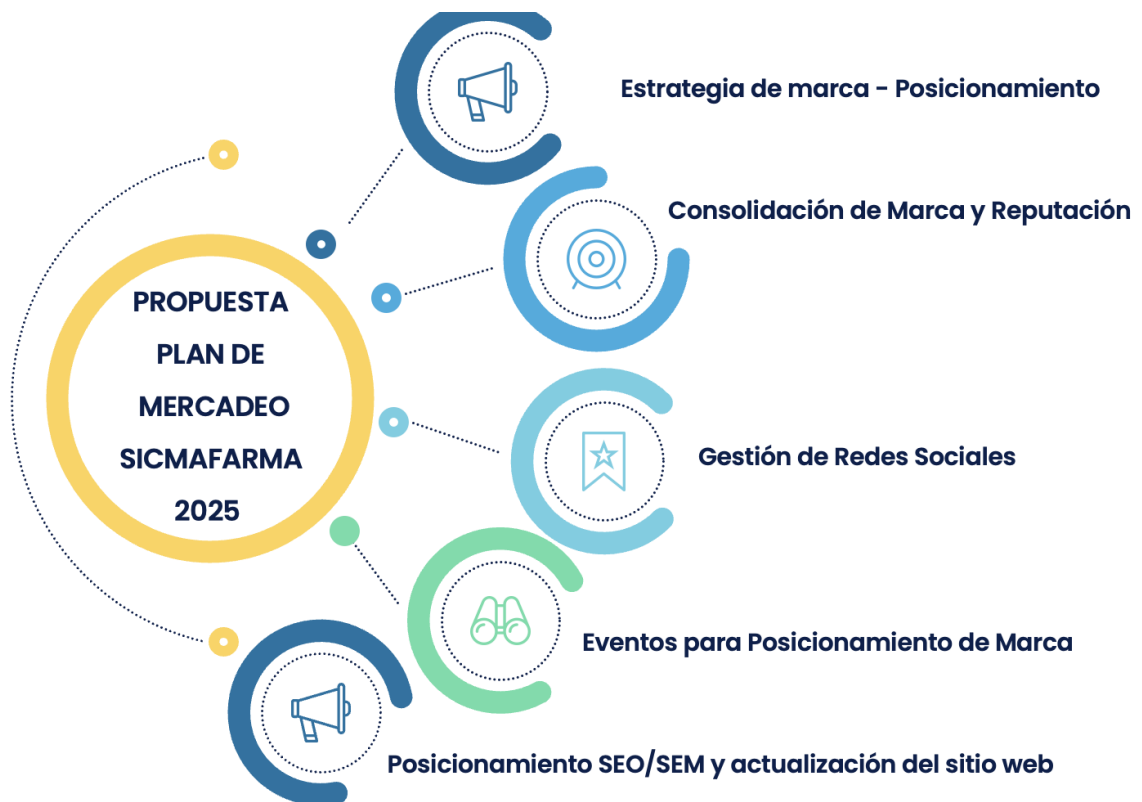 PROPUESTA
PLAN DE
MERCADEO
SICMAFARMA
2025
Estrategia de marca - Posicionamiento
Consolidación de Marca y Reputación
Gestión de Redes Sociales
Eventos para Posicionamiento de Marca
Posicionamiento SEO/SEM y actualización del sitio web